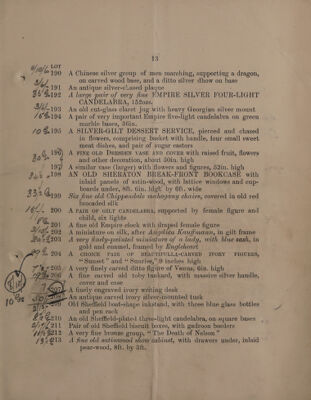 13
LOT
190 A Chinese silver group of men marching, supporting a dragon,
on carved wood base, and a ditto silver show on base
191 An antique silver-chased plaque
192 A large pair of very fine EMPIRE SILVER FOUR-LIGHT
CANDELABRA, 152ozs.
193 An old cut-glass claret jug with heavy Georgian silver mount
194 A pair of very important Empire five-light candelabra on green
marble bases, 36in.
195 A SILVER-GILT DESSERT SERVICE, pierced and chased
in flowers, comprising basket with handle, four small sweet
meat dishes, and pair of sugar casters
196 A FINE OLD DRESDEN VASE AND COVER with raised fruit, flowers
and other decoration, about 50in. high
197 A similar vase (larger) with flowers and figures, 52in. high
198 AN OLD SHERATON BREAK-FRONT BOOKCASE with
inlaid panels of satin-wood, with lattice windows and cup-
boards under, 8ft. 6in. high by 6ft. wide
199 Six fine old Chippendale mahogany chairs, covered in old red
brocaded silk
200 A PAIR OF GILT CANDELABRA, supported by female figure and
child, six lights
201 A fine old Empire clock with draped female figure
202 A miniature on silk, after Angelica Kauffmann, in gilt frame
203 A very finely-painted miniature of a lady, with blue sash, in
gold and enamel, framed by Engleheart
204 A CHOICE PAIR OF BEAUTIFULLY-CARVED IVORY FIGURES,
"Sunset" and "Sunrise," 9 inches high
205 A very finely carved ditto figure of Venus, 6in. high
206 A fine carved old toby tankard, with massive silver handle,
cover and base
207 A finely engraved ivory writing desk
An antique carved ivory silver-mounted tusk
Old Sheffield boat-shape inkstand, with three blue glass bottles
and pen rack
210 An old Sheffield-plated three-light candelabra, on square bases
211 Pair of old Sheffield biscuit boxes, with gadroon borders
212 A very fine bronze group, "The Death of Nelson"
213 A fine old satinwood show cabinet, with drawers under, inlaid
pear-wood, 8ft. by 3ft.